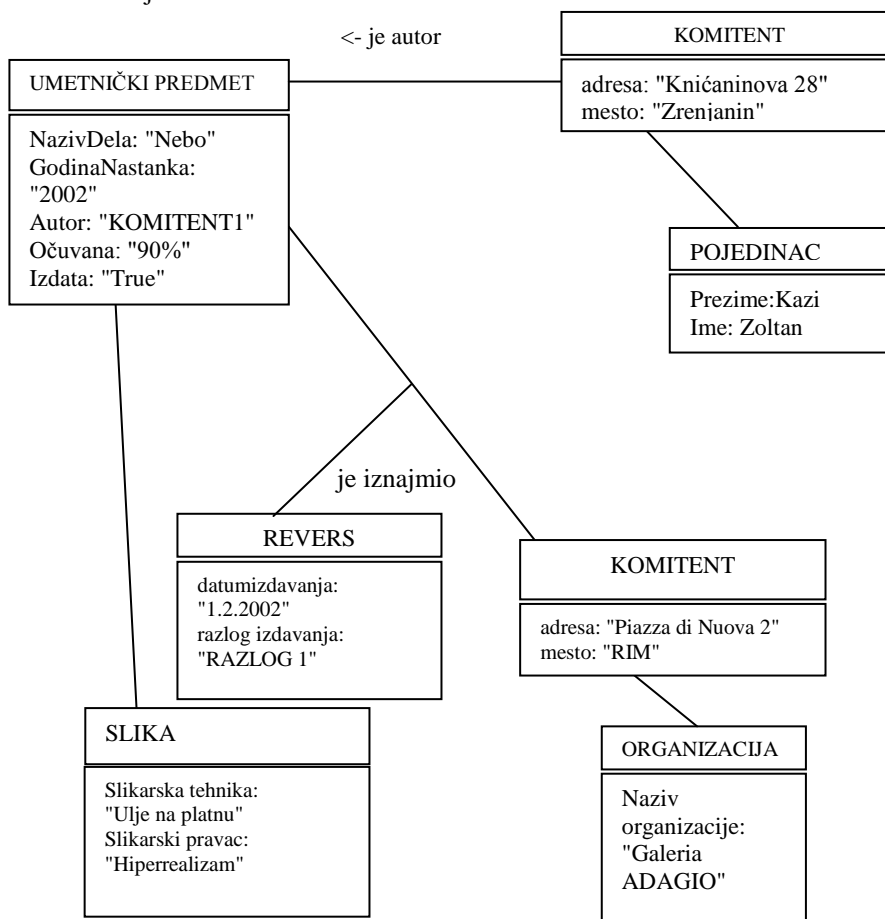 <- je autor
KOMITENT
adresa: "Knićaninova 28"
mesto: "Zrenjanin"
UMETNIČKI PREDMET
NazivDela: "Nebo"
GodinaNastanka:
"2002"
Autor: "KOMITENT1"
Očuvana: "90%"
Izdata: "True"
POJEDINAC
Prezime:Kazi
Ime: Zoltan
je iznajmio
REVERS
datumizdavanja:
"1.2.2002"
razlog izdavanja:
"RAZLOG 1"
KOMITENT
adresa: "Piazza di Nuova 2"
mesto: "RIM"
SLIKA
Slikarska tehnika:
"Ulje na platnu"
Slikarski pravac:
"Hiperrealizam"
ORGANIZACIJA
Naziv
organizacije:
"Galeria
ADAGIO"